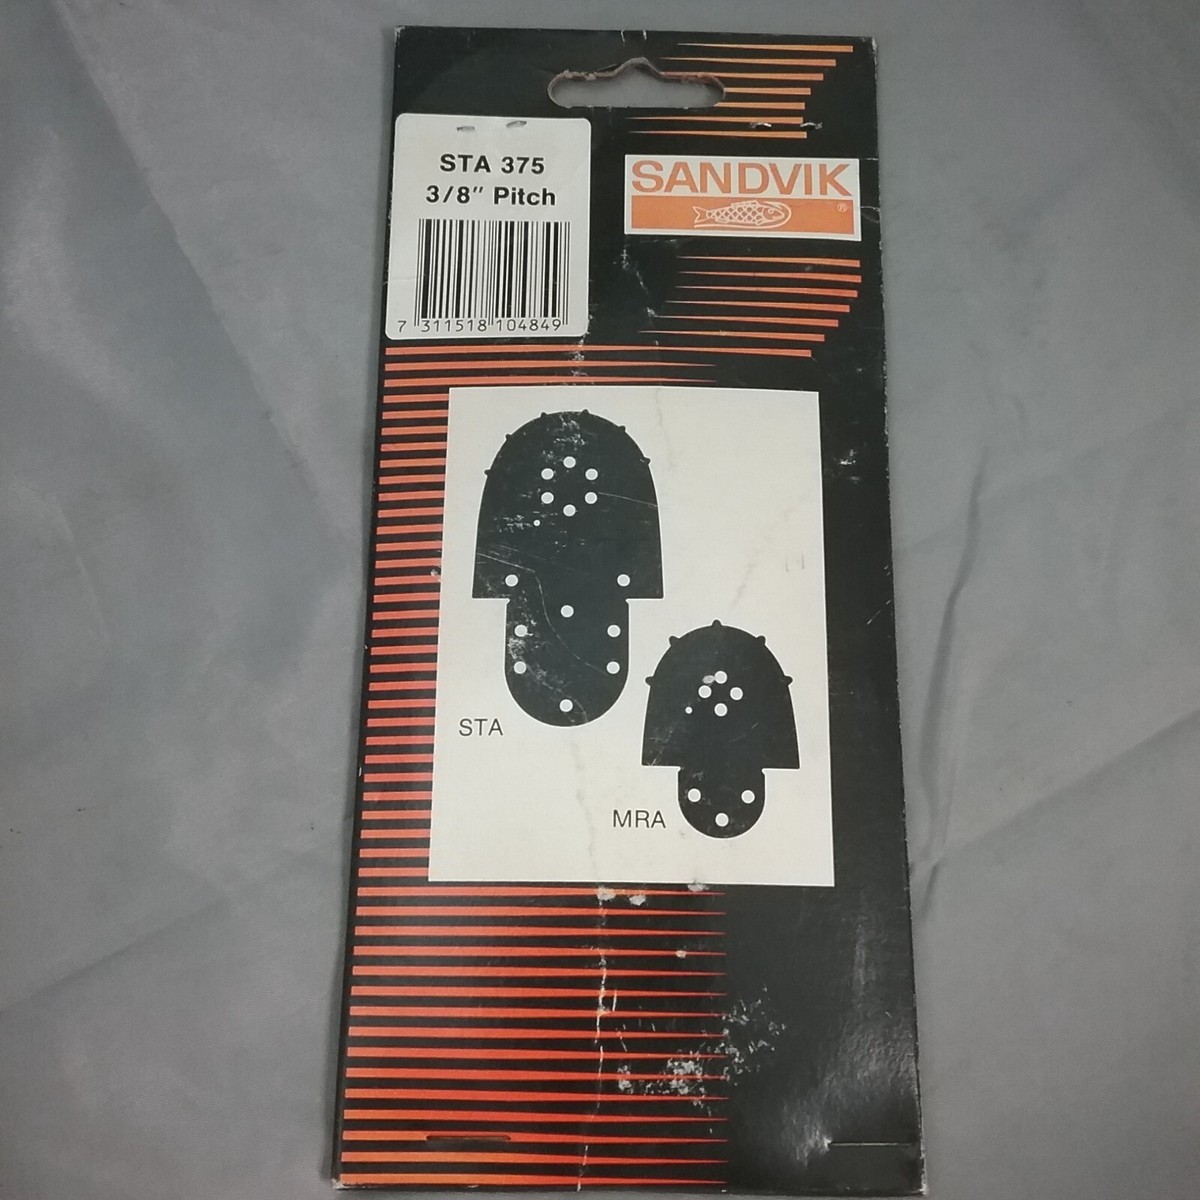 STA 375
3/8" Pitch
7 311518 104849
SANDVIK
®
STA
MRA